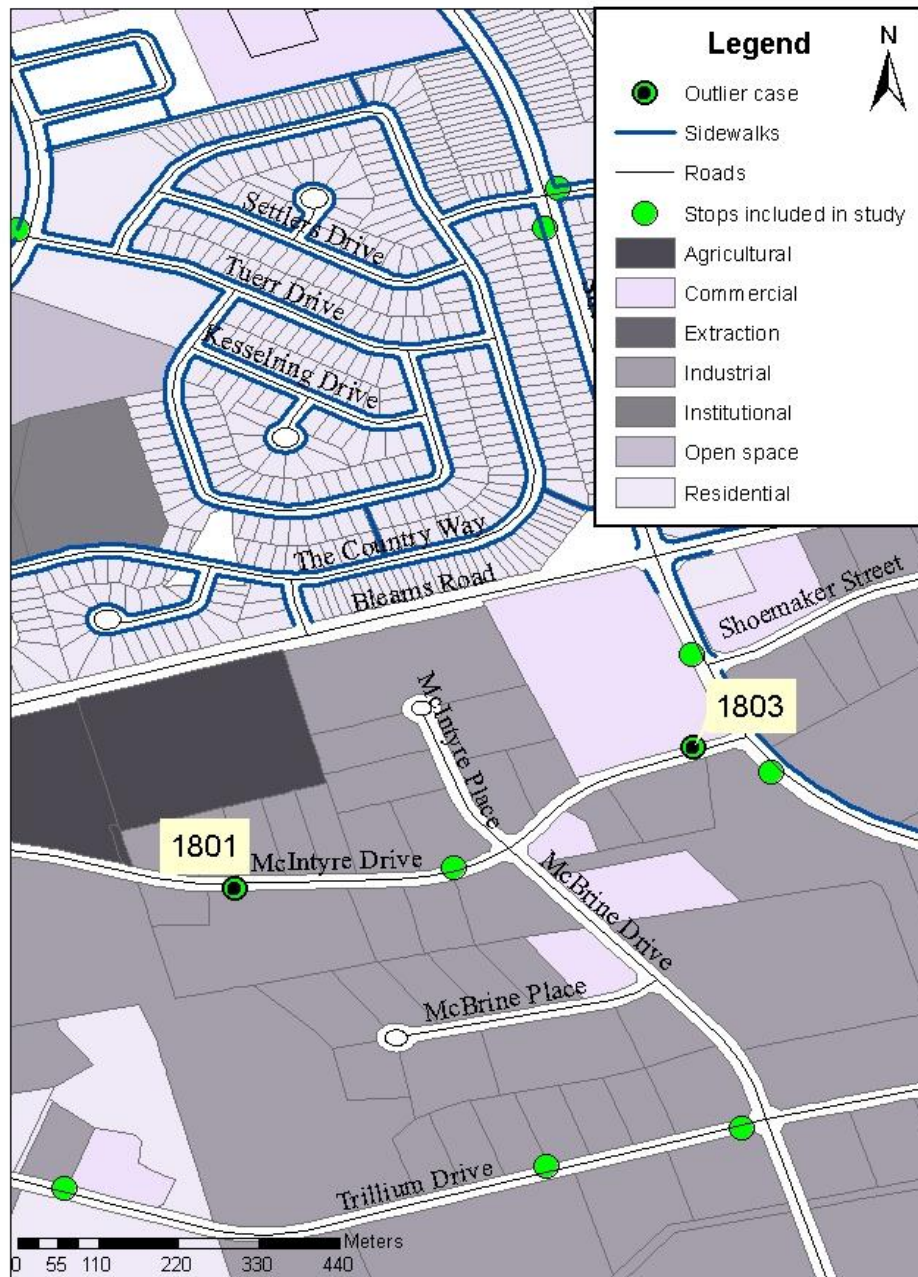 Legend
N
Outlier case
Sidewalks
Roads
Stops included in study
Agricultural
Commercial
Extraction
Industrial
Institutional
Open space
Residential
Settlers Drive
Tuerr Drive
Kesselring Drive
The Country Way
Bleams Road
Shoemaker Street
McIntyre Place
1803
1801
McIntyre Drive
McBrine Drive
McBrine Place
Trillium Drive
Meters
0 55 110 220 330 440